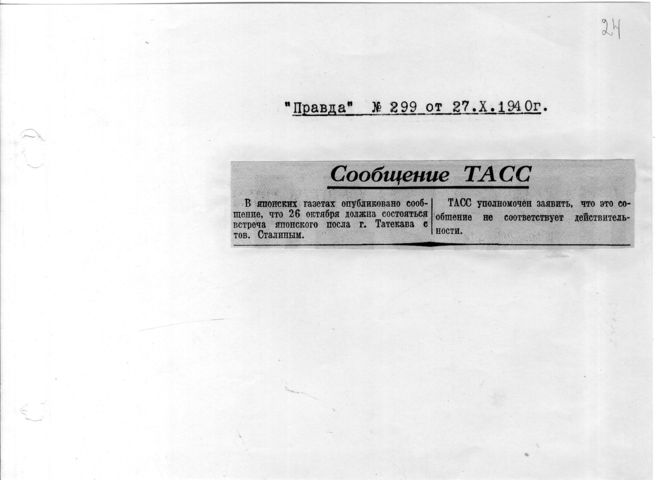 24
"Правда" № 299 от 27.X.1940г.
Сообщение ТАСС
В японских газетах опубликовано сооб-
щение, что 26 октября должна состояться
встреча японского посла г. Татекава с
тов. Сталиным.
ТАСС уполномочен заявить, что это со-
общение не соответствует действитель-
ности.